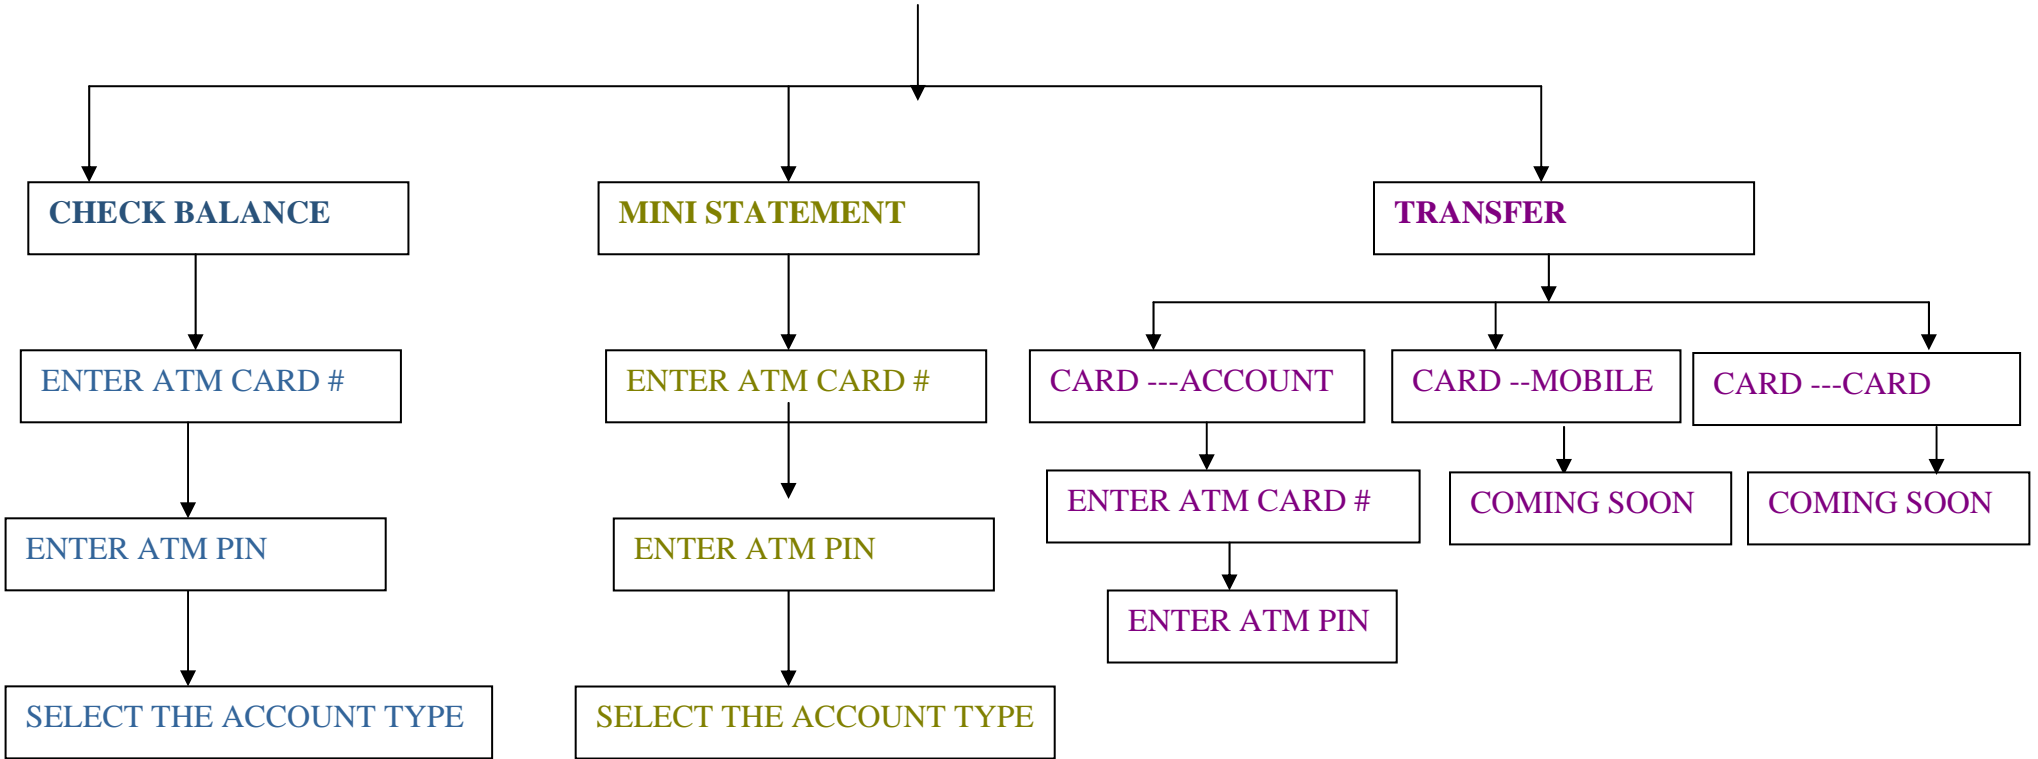 CHECK BALANCE
MINI STATEMENT
TRANSFER
ENTER ATM CARD #
ENTER ATM CARD #
CARD ---ACCOUNT
CARD --MOBILE
CARD ---CARD
ENTER ATM CARD #
COMING SOON
COMING SOON
ENTER ATM PIN
ENTER ATM PIN
ENTER ATM PIN
SELECT THE ACCOUNT TYPE
SELECT THE ACCOUNT TYPE